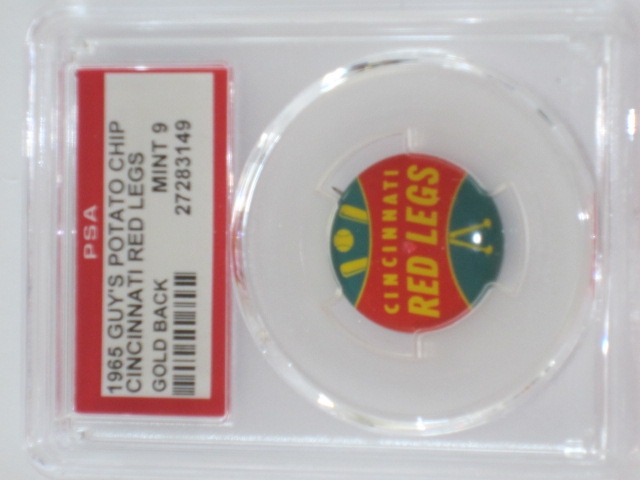 PSA
1965 GUY'S POTATO CHIP
CINCINNATI RED LEGS
MINT 9
GOLD BACK
27283149
CINCINNATI
RED LEGS